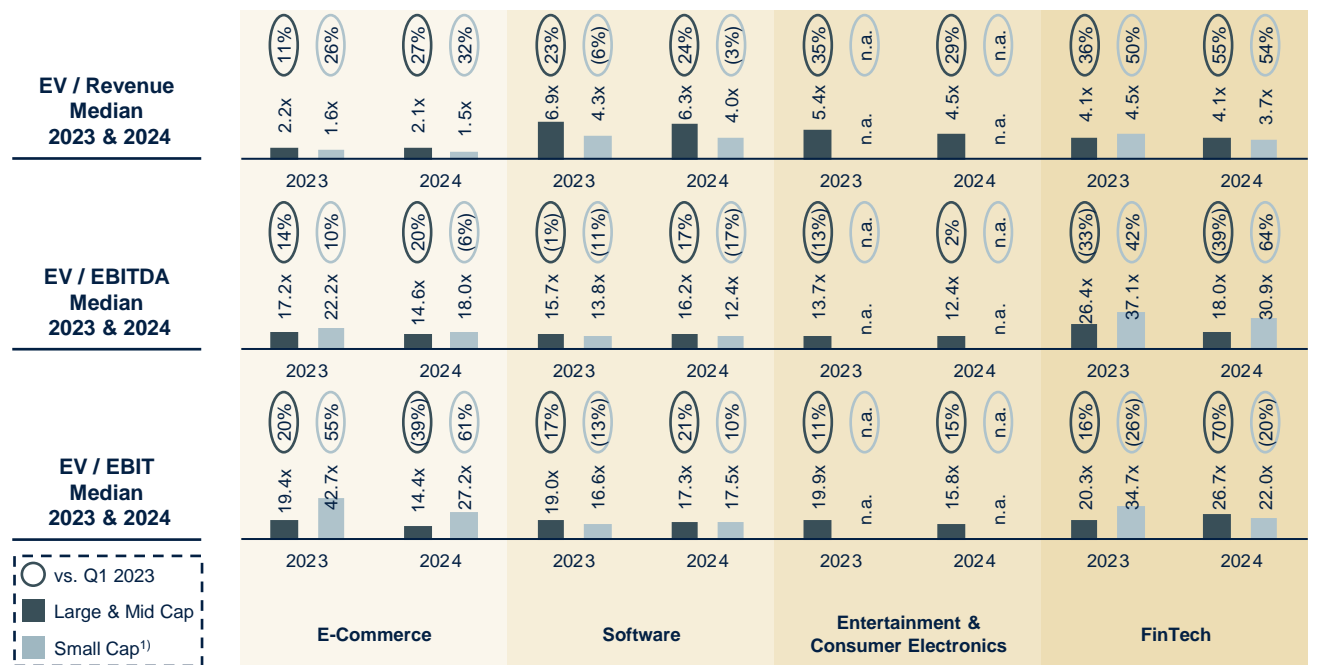 EV / Revenue
Median
2023 & 2024
11% 26% 27% 32% 23% (6%) 24% (3%) 35% n.a. 29% n.a. 36% 50% 55% 54%
2.2x 1.6x 2.1x 1.5x 6.9x 4.3x 6.3x 4.0x 5.4x n.a. 4.5x n.a. 4.1x 4.5x 4.1x 3.7x
2023 2024 2023 2024 2023 2024 2023 2024
EV / EBITDA
Median
2023 & 2024
14% 10% 20% (6%) (1%) (11%) 17% (17%) (13%) n.a. 2% n.a. (33%) 42% (39%) 64%
17.2x 22.2x 14.6x 18.0x 15.7x 13.8x 16.2x 12.4x 13.7x n.a. 12.4x n.a. 26.4x 37.1x 18.0x 30.9x
2023 2024 2023 2024 2023 2024 2023 2024
EV / EBIT
Median
2023 & 2024
20% 55% (39%) 61% 17% (13%) 21% 10% 11% n.a. 15% n.a. 16% (26%) 70% (20%)
19.4x 42.7x 14.4x 27.2x 19.0x 16.6x 17.3x 17.5x 19.9x n.a. 15.8x n.a. 20.3x 34.7x 26.7x 22.0x
2023 2024 2023 2024 2023 2024 2023 2024
vs. Q1 2023
Large & Mid Cap
Small Cap1)
E-Commerce
Software
Entertainment &
Consumer Electronics
FinTech